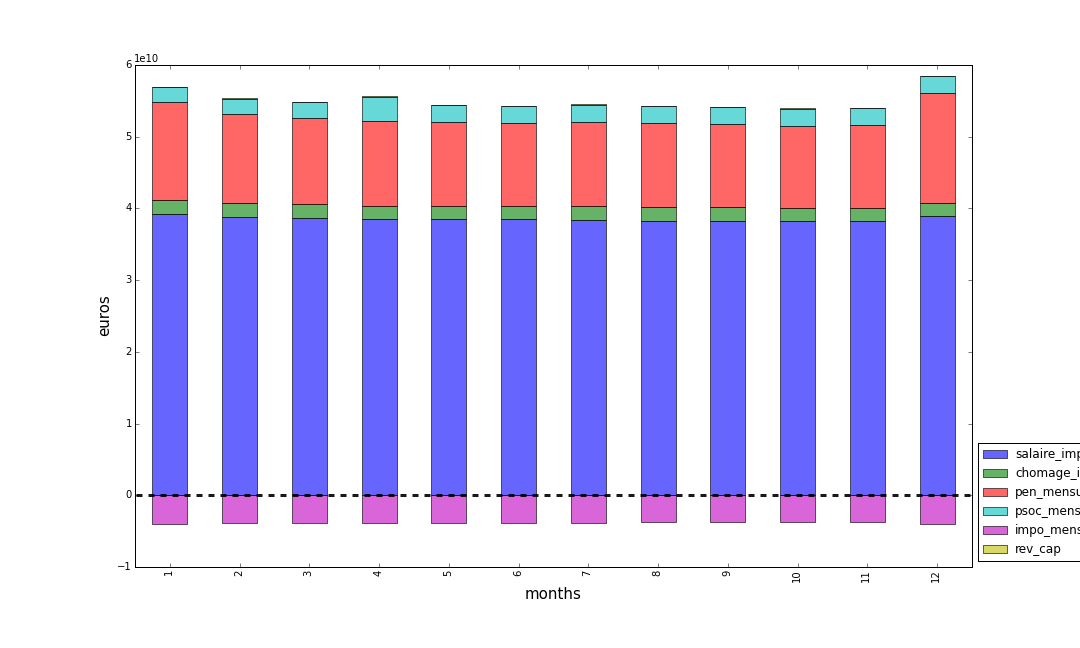 1e10
6
5
4
3
2
1
0
−1
euros
1 2 3 4 5 6 7 8 9 10 11 12
months
salaire_imp
chomage_i
pen_mensu
psoc_mens
impo_mens
rev_cap